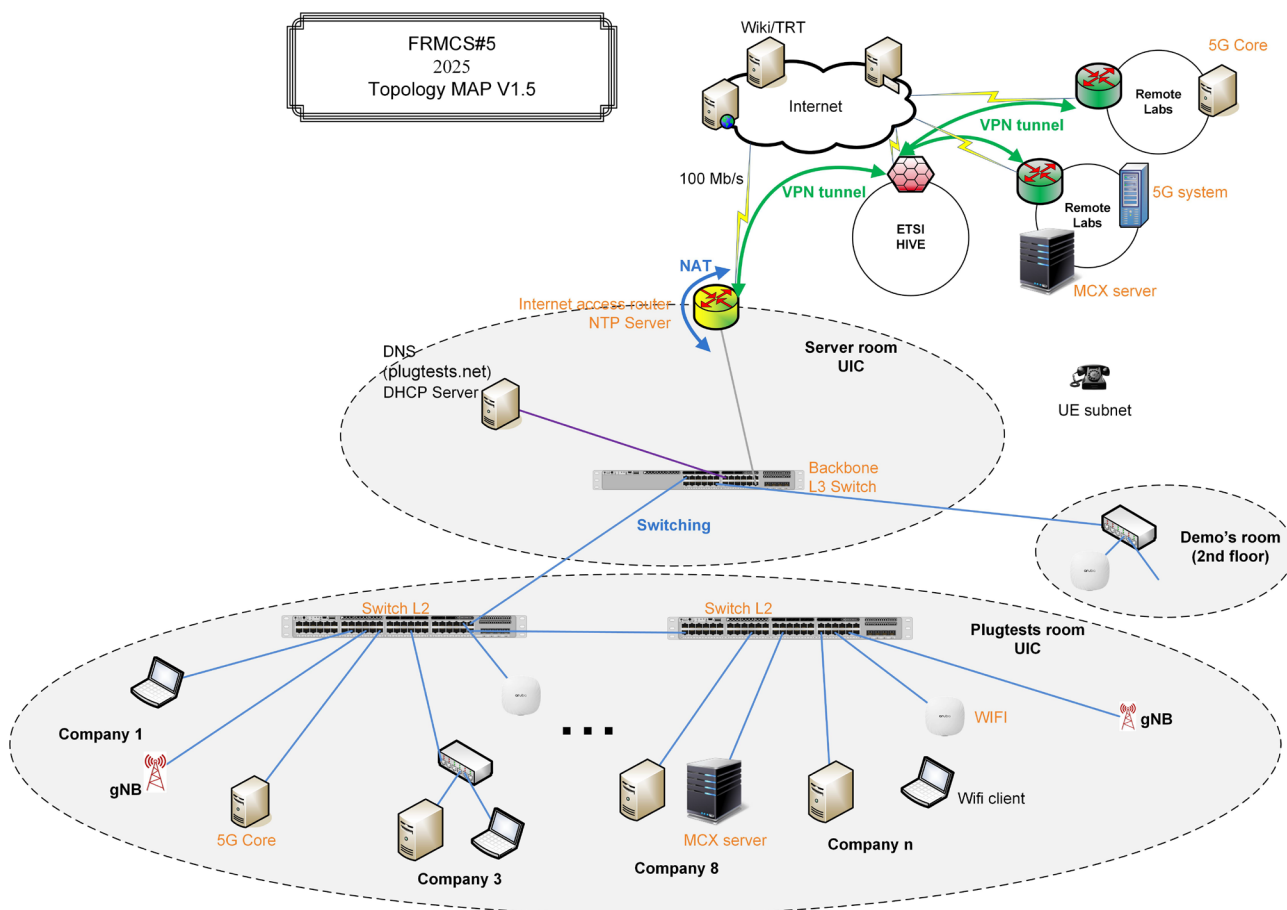 FRMCS#5
2025
Topology MAP V1.5
Wiki/TRT
Internet
5G Core
Remote
Labs
VPN tunnel
100 Mb/s
VPN tunnel
5G system
Remote
Labs
ETSI
HIVE
MCX server
NAT
Internet access router
NTP Server
Server room
UIC
DNS
(plugtests.net)
DHCP Server
UE subnet
Backbone
L3 Switch
Switching
Demo's room
(2nd floor)
Switch L2
Switch L2
Plugtests room
UIC
Company 1
gNB
5G Core
Company 3
. . .
WIFI
gNB
Wifi client
MCX server
Company 8
Company n